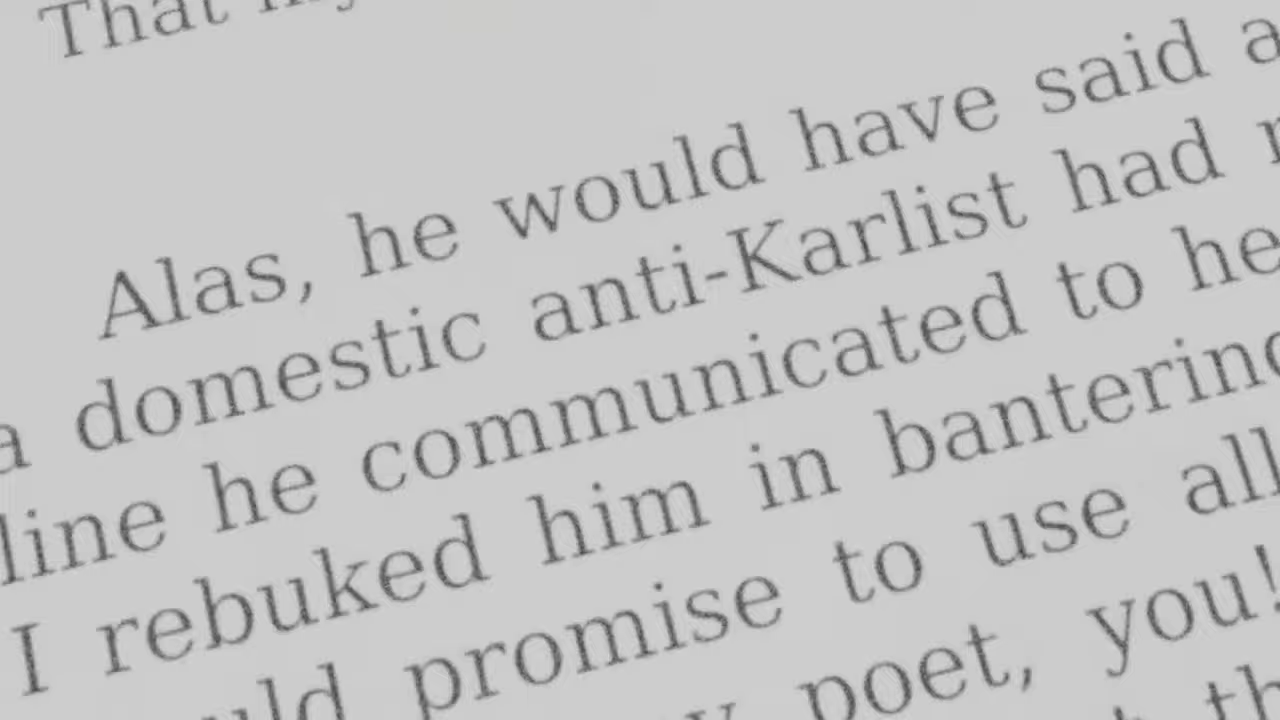 That my
Alas, he would have said a
a domestic anti-Karlist had
line he communicated to he
I rebuked him in bantering
promise to use all
poet, you!